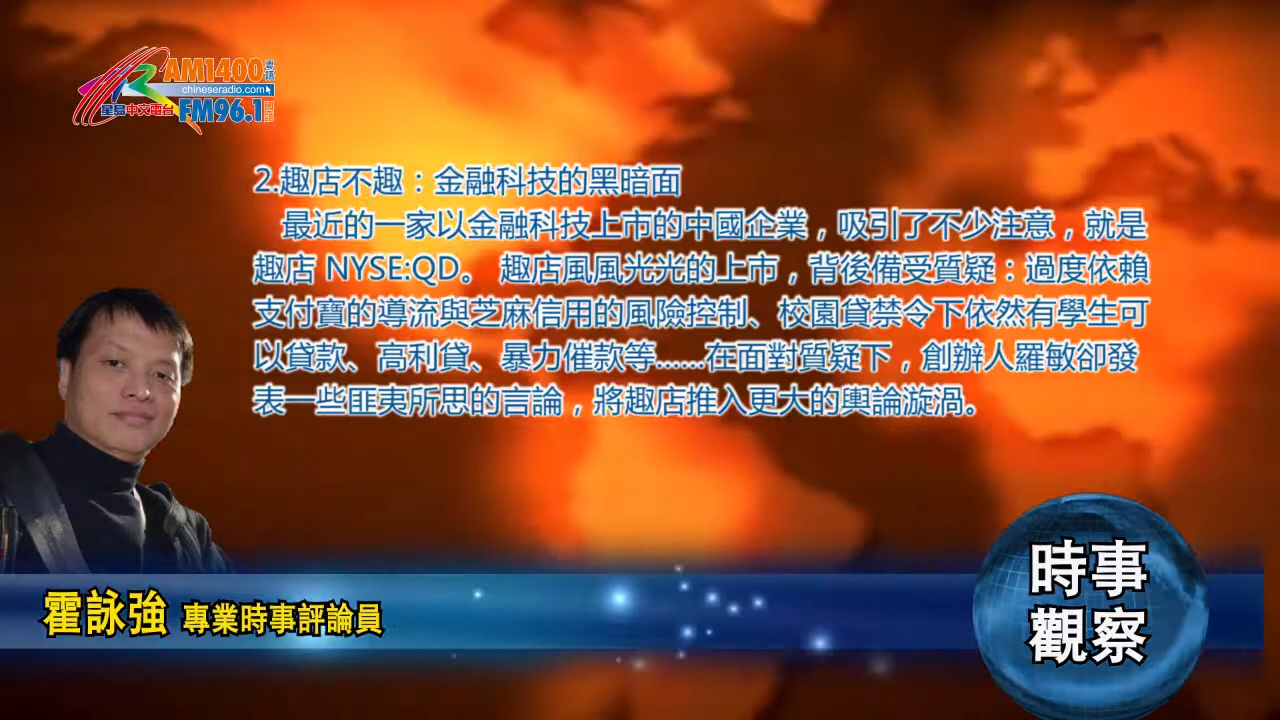 AM1400 粵語
chineseradio.com
星島中文電台 FM96.1 國語
2.趣店不趣：金融科技的黑暗面
最近的一家以金融科技上市的中國企業，吸引了不少注意，就是
趣店 NYSE:QD。 趣店風風光光的上市，背後備受質疑：過度依賴
支付寶的導流與芝麻信用的風險控制、校園貸禁令下依然有學生可
以貸款、高利貸、暴力催款等......在面對質疑下，創辦人羅敏卻發
表一些匪夷所思的言論，將趣店推入更大的輿論漩渦。
時事
觀察
霍詠強 專業時事評論員